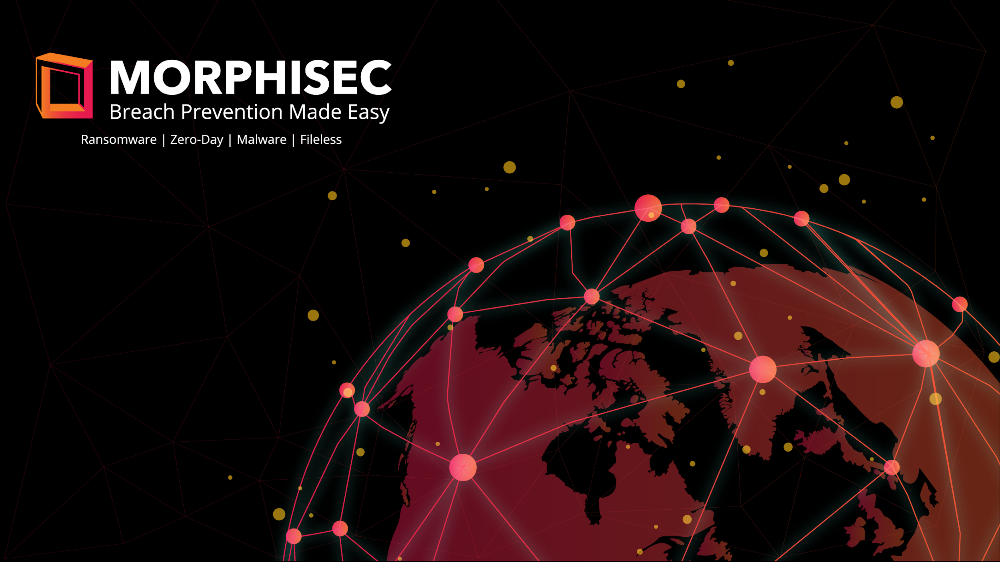 MORPHISEC
Breach Prevention Made Easy
Ransomware | Zero-Day | Malware | Fileless